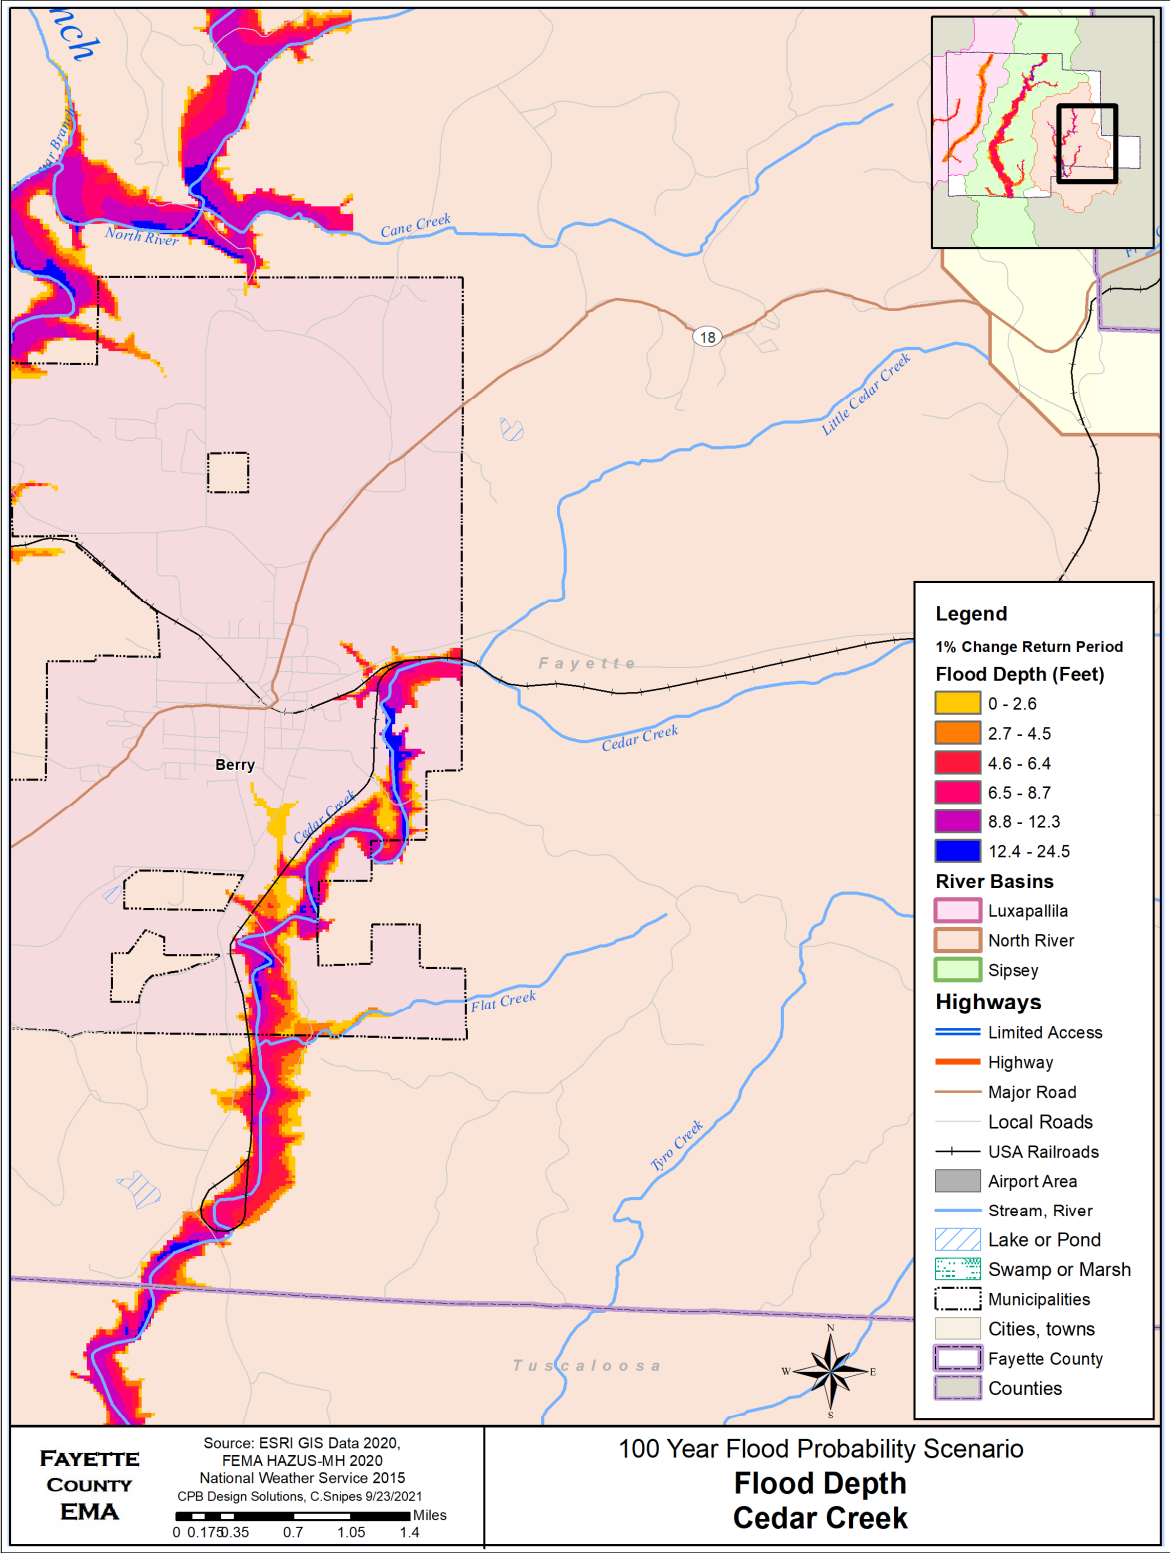 nch
ar Branch
North River
Cane Creek
18
Little Cedar Creek
Fayette
Cedar Creek
Berry
Cedar Creek
Flat Creek
Tyro Creek
Tuscaloosa
N
W
E
S
Legend
1% Change Return Period
Flood Depth (Feet)
0 - 2.6
2.7 - 4.5
4.6 - 6.4
6.5 - 8.7
8.8 - 12.3
12.4 - 24.5
River Basins
Luxapallila
North River
Sipsey
Highways
Limited Access
Highway
Major Road
Local Roads
USA Railroads
Airport Area
Stream, River
Lake or Pond
Swamp or Marsh
Municipalities
Cities, towns
Fayette County
Counties
FAYETTE
COUNTY
EMA
Source: ESRI GIS Data 2020,
FEMA HAZUS-MH 2020
National Weather Service 2015
CPB Design Solutions, C.Snipes 9/23/2021
Miles
0 0.175 0.35 0.7 1.05 1.4
100 Year Flood Probability Scenario
Flood Depth
Cedar Creek